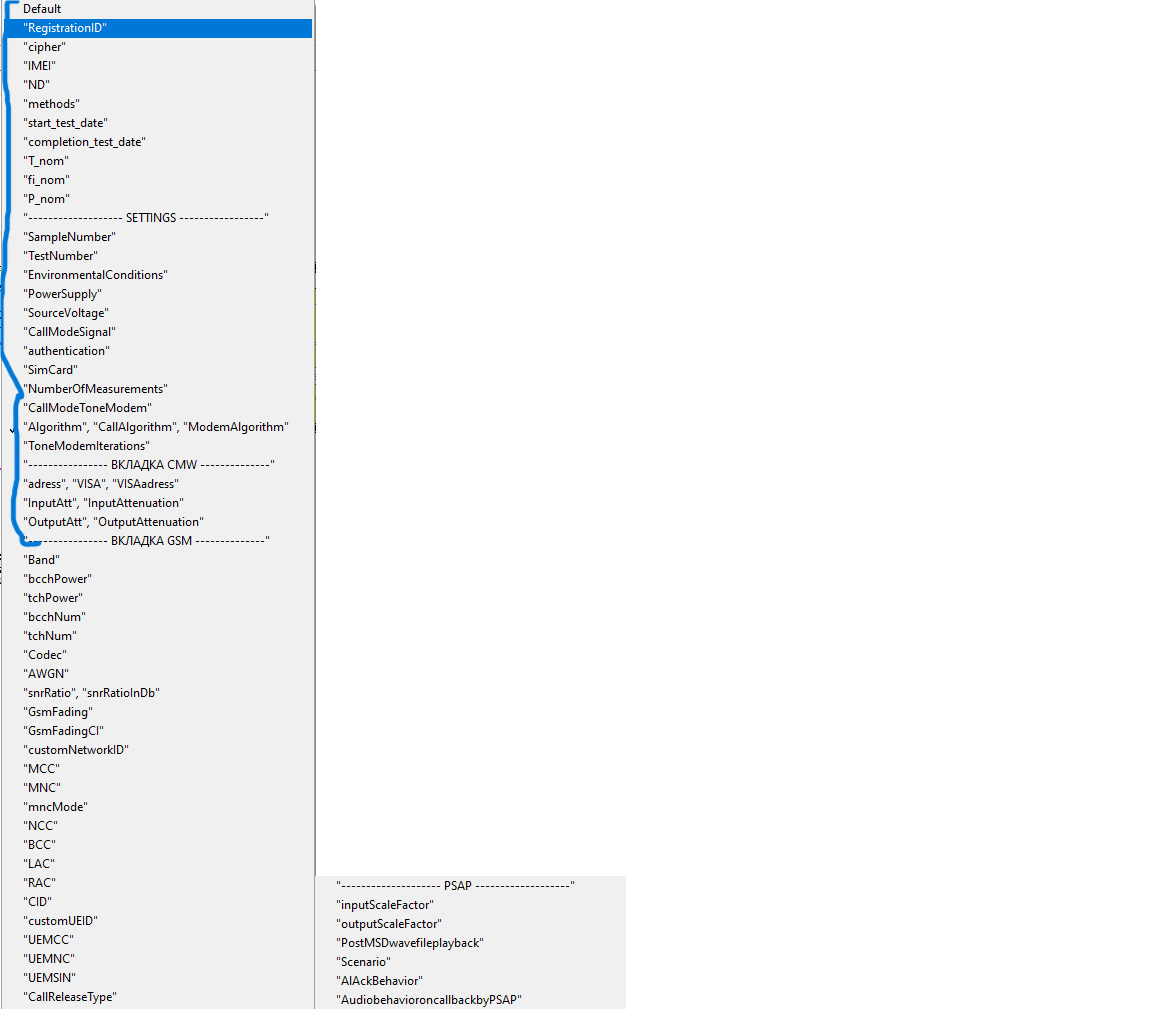 Default
"RegistrationID"
"cipher"
"IMEI"
"ND"
"methods"
"start_test_date"
"completion_test_date"
"T_nom"
"fi_nom"
"P_nom"
"------------------- SETTINGS -----------------"
"SampleNumber"
"TestNumber"
"EnvironmentalConditions"
"PowerSupply"
"SourceVoltage"
"CallModeSignal"
"authentication"
"SimCard"
"NumberOfMeasurements"
"CallModeToneModem"
"Algorithm", "CallAlgorithm", "ModemAlgorithm"
"ToneModemIterations"
"---------------- ВКЛАДКА CMW --------------"
"adress", "VISA", "VISAadress"
"InputAtt", "InputAttenuation"
"OutputAtt", "OutputAttenuation"
"---------------- ВКЛАДКА GSM --------------"
"Band"
"bcchPower"
"tchPower"
"bcchNum"
"tchNum"
"Codec"
"AWGN"
"snrRatio", "snrRatioInDb"
"GsmFading"
"GsmFadingCI"
"customNetworkID"
"MCC"
"MNC"
"mncMode"
"NCC"
"BCC"
"LAC"
"RAC"
"CID"
"customUEID"
"UEMCC"
"UEMNC"
"UEMSIN"
"CallReleaseType"
"-------------------- PSAP -------------------"
"inputScaleFactor"
"outputScaleFactor"
"PostMSDwavefileplayback"
"Scenario"
"AlAckBehavior"
"AudiobehavioroncallbackbyPSAP"